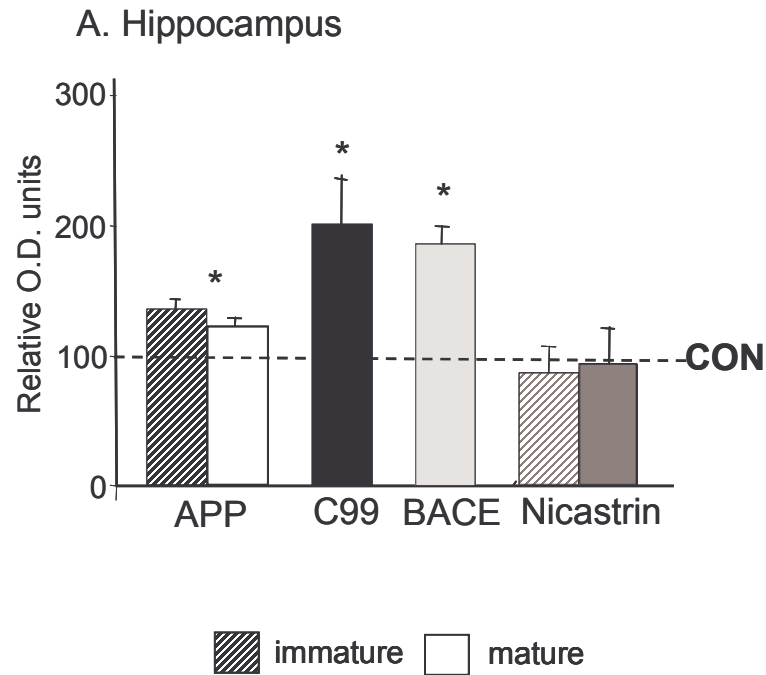 A. Hippocampus
Relative O.D. units
300
200
100
0
*
*
*
CON
APP C99 BACE Nicastrin
immature mature